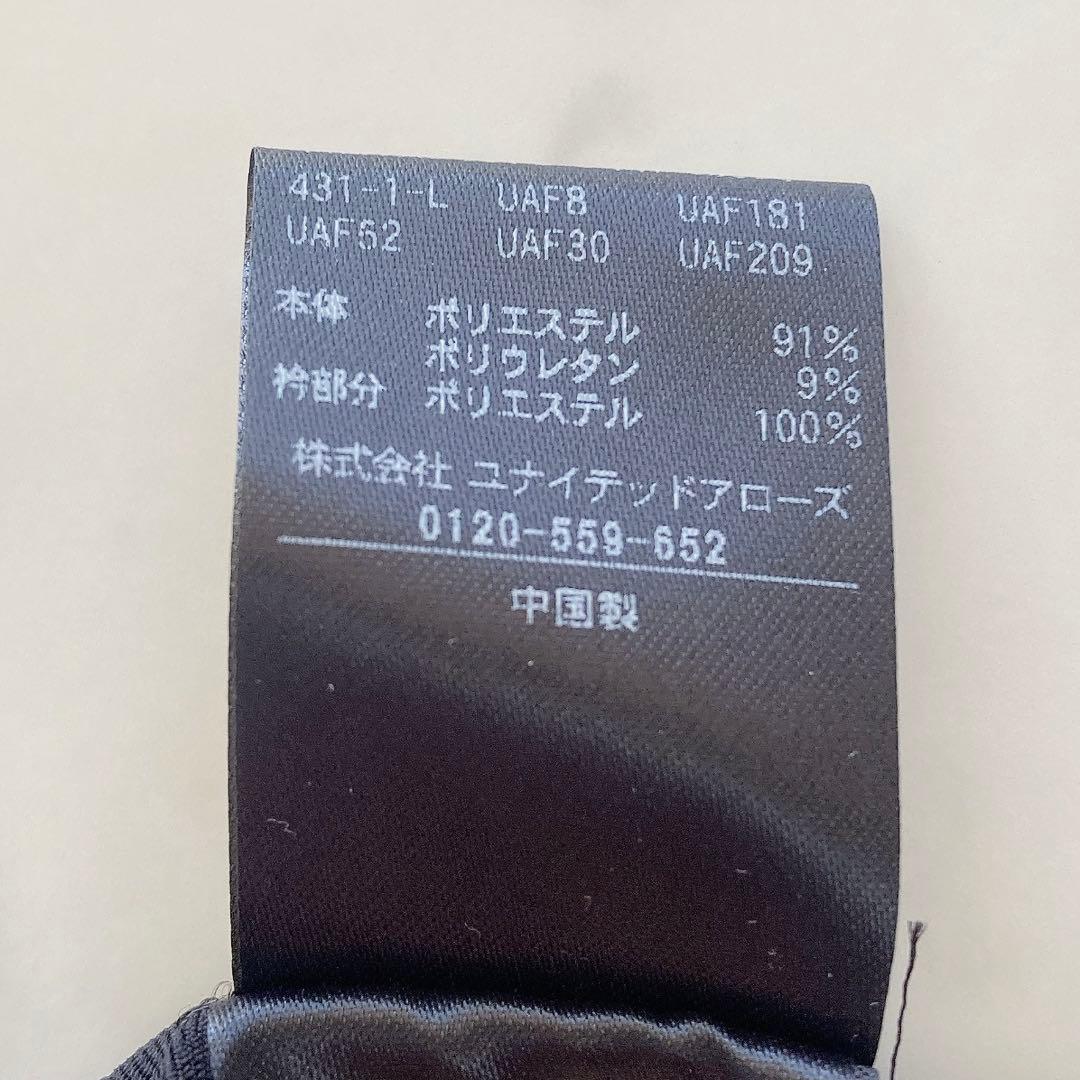 431-1-L UAF8 UAF181
UAF52 UAF30 UAF209
本体 ポリエステル 91%
ポリウレタン 9%
衿部分 ポリエステル 100%
株式会社 ユナイテッドアローズ
0120-559-652
中国製